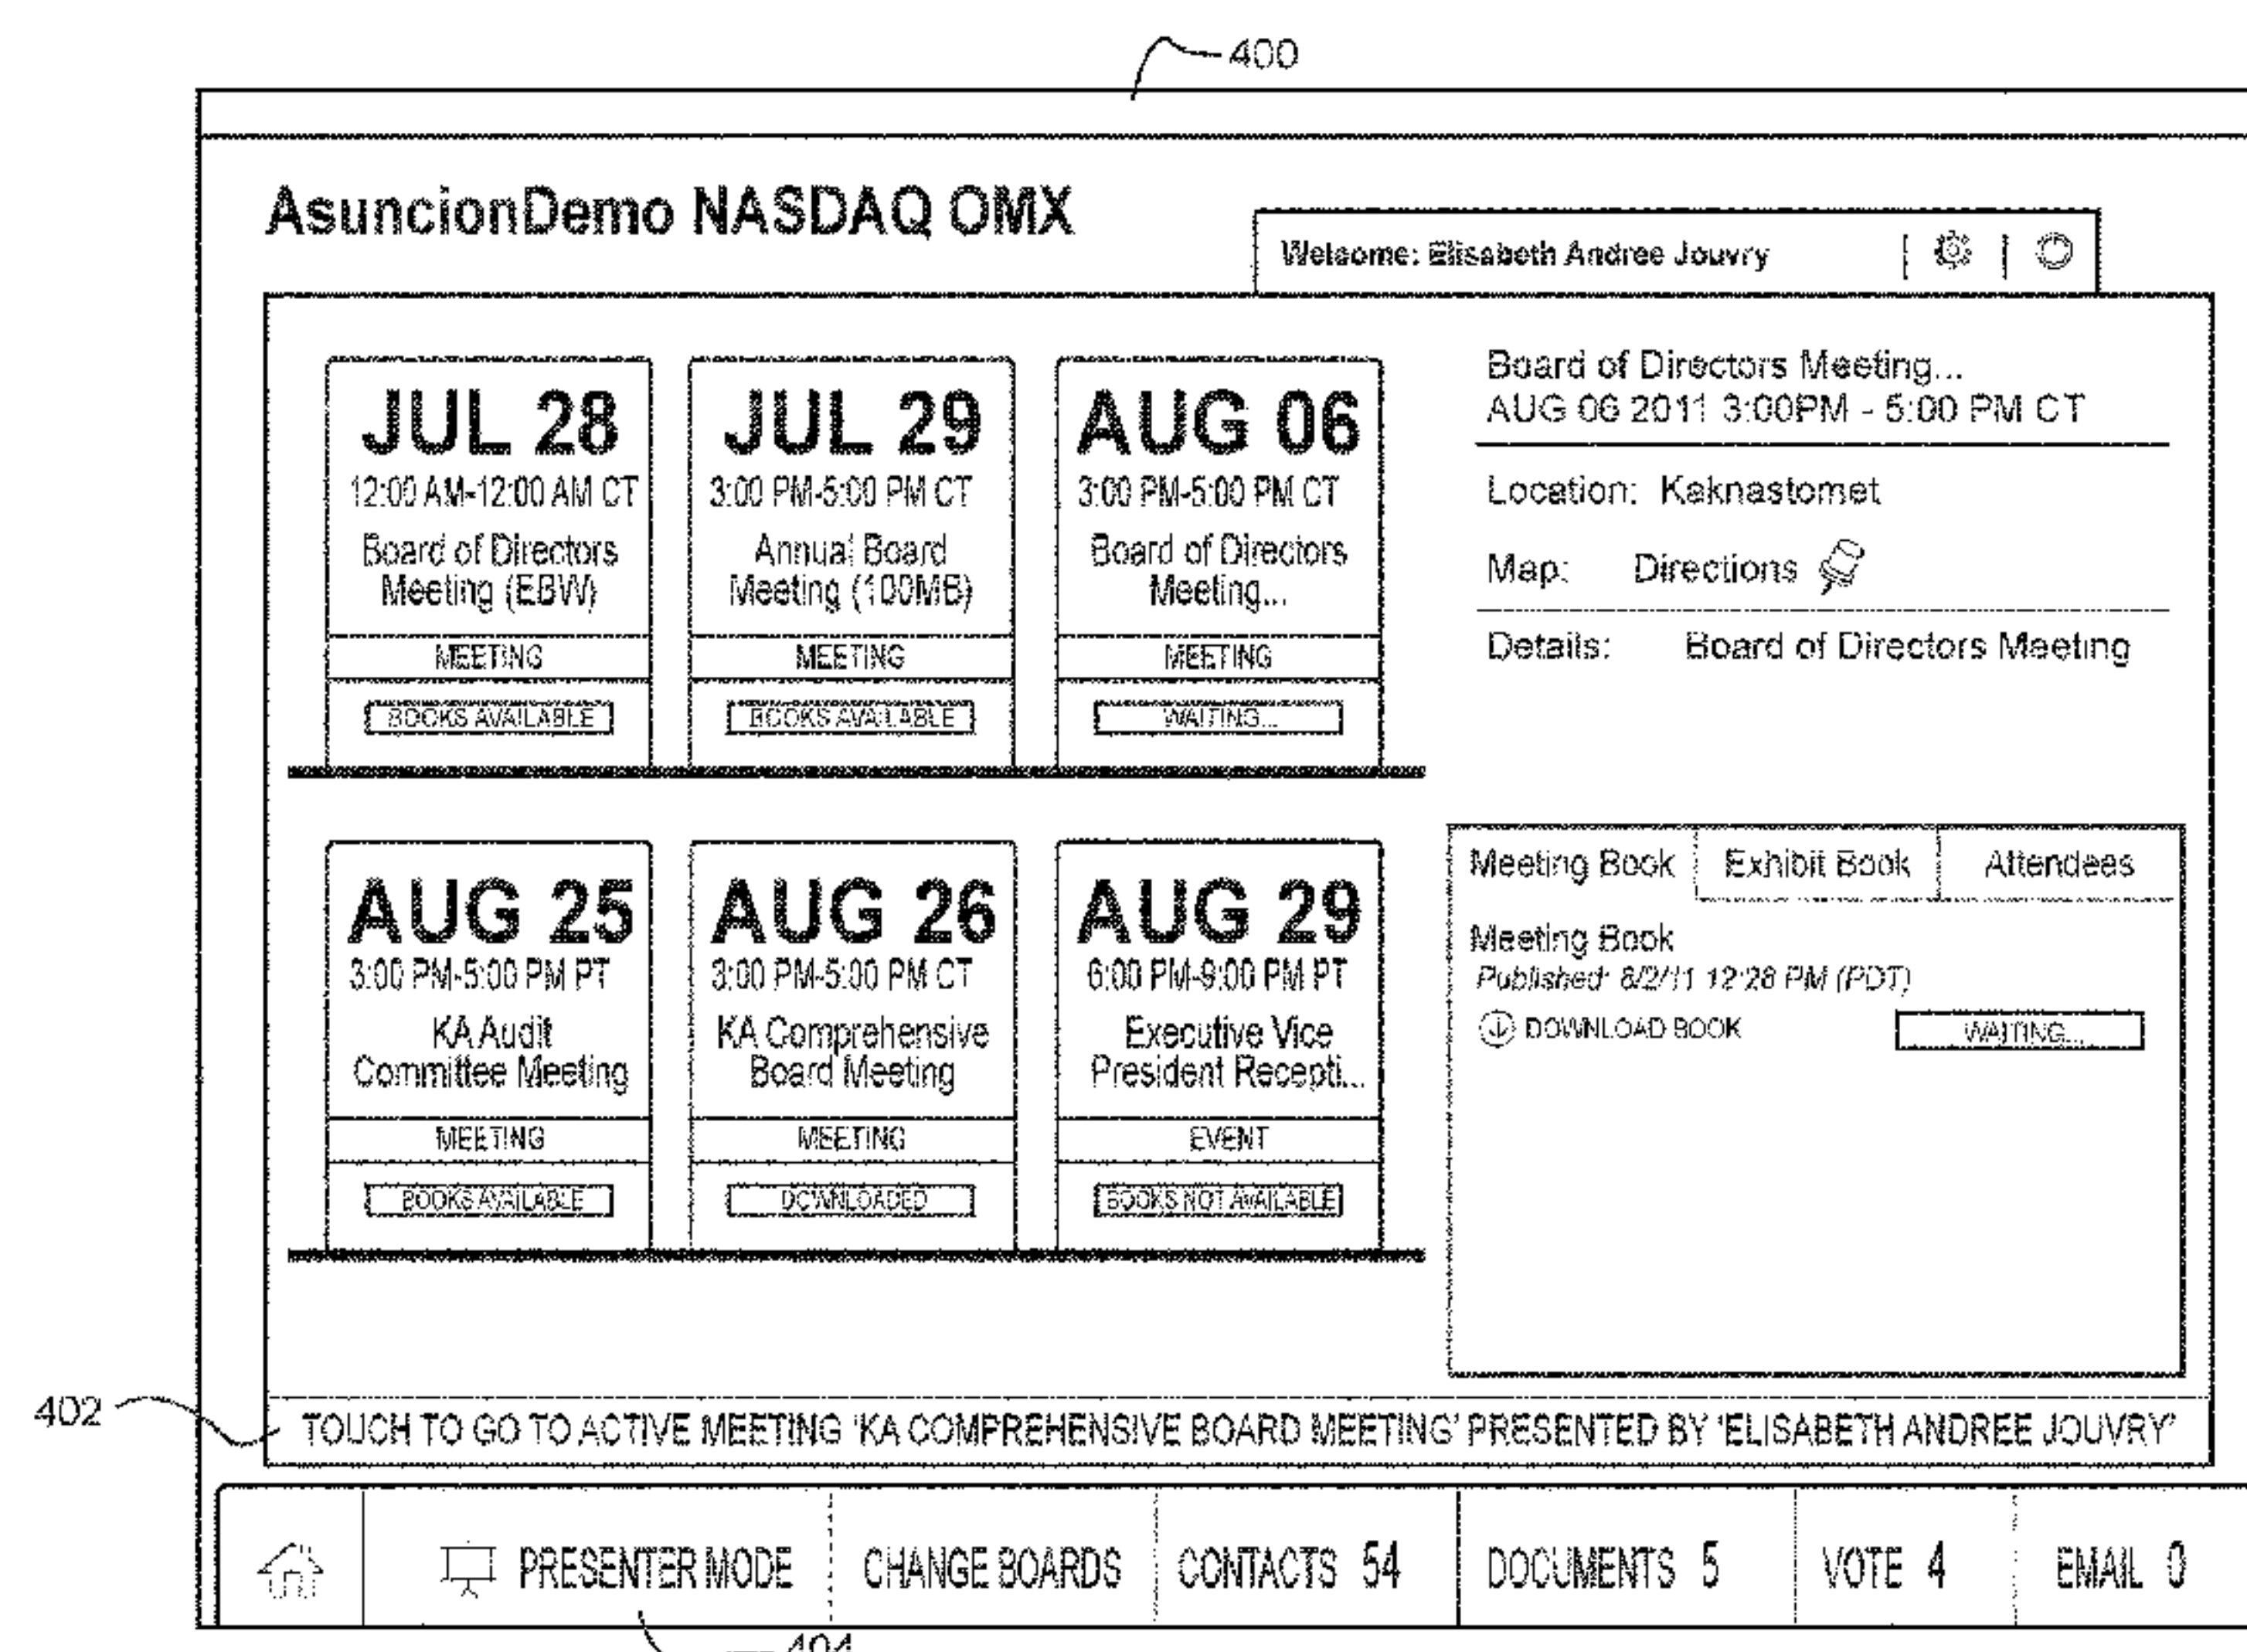 400
AsuncionDemo NASDAQ OMX
Welcome: Elisabeth Andree Jouvry
JUL 28
12:00 AM-12:00 AM CT
Board of Directors
Meeting (EBW)
MEETING
BOOKS AVAILABLE
JUL 29
3:00 PM-5:00 PM CT
Annual Board
Meeting (100MB)
MEETING
BOOKS AVAILABLE
AUG 06
3:00 PM-5:00 PM CT
Board of Directors
Meeting...
MEETING
WAITING...
Board of Directors Meeting...
AUG 06 2011 3:00PM - 5:00 PM CT
Location: Kaknastomet
Map: Directions
Details: Board of Directors Meeting
AUG 25
3:00 PM-5:00 PM PT
KA Audit
Committee Meeting
MEETING
BOOKS AVAILABLE
AUG 26
3:00 PM-5:00 PM CT
KA Comprehensive
Board Meeting
MEETING
DOWNLOADED
AUG 29
6:00 PM-9:00 PM PT
Executive Vice
President Recepti...
EVENT
BOOKS NOT AVAILABLE
Meeting Book Exhibit Book Attendees
Meeting Book
Published: 8/2/11 12:28 PM (PDT)
DOWNLOAD BOOK WAITING...
402
TOUCH TO GO TO ACTIVE MEETING 'KA COMPREHENSIVE BOARD MEETING' PRESENTED BY 'ELISABETH ANDREE JOUVRY'
PRESENTER MODE CHANGE BOARDS CONTACTS 54 DOCUMENTS 5 VOTE 4 EMAIL 0
404